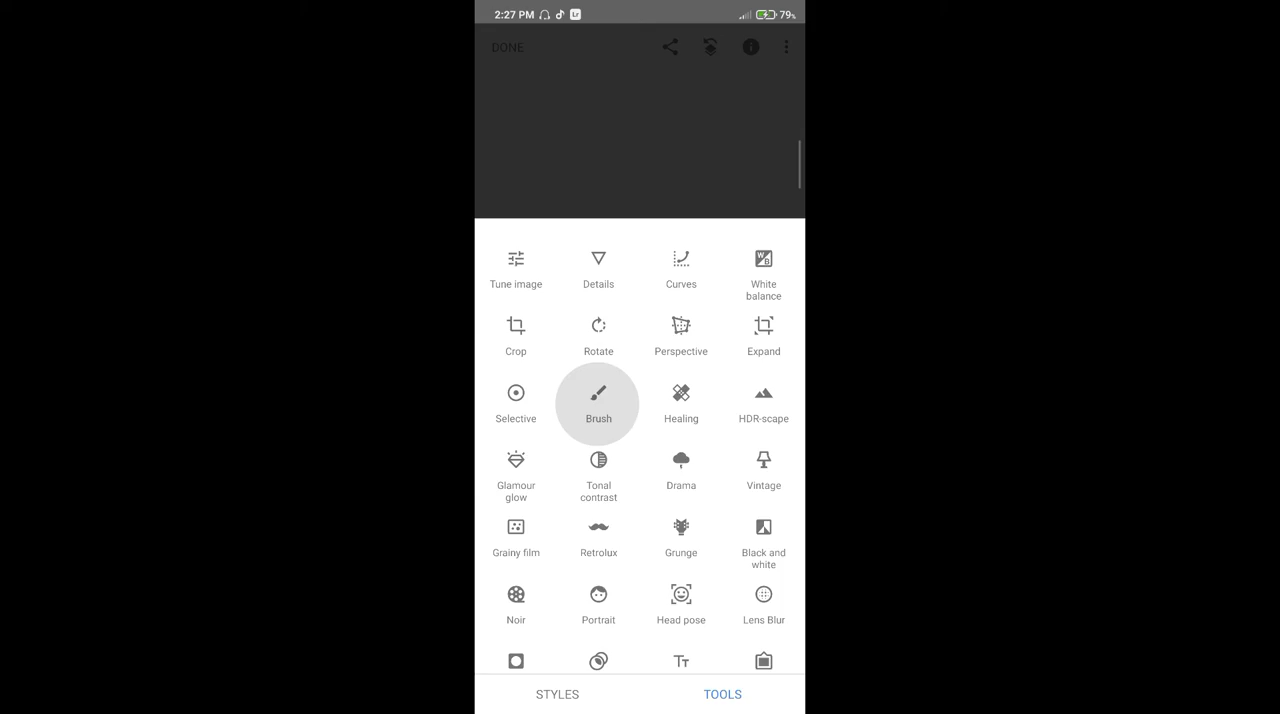 2:27 PM Lr 79%
DONE
Tune image Details Curves White balance
Crop Rotate Perspective Expand
Selective Brush Healing HDR-scape
Glamour glow Tonal contrast Drama Vintage
Grainy film Retrolux Grunge Black and white
Noir Portrait Head pose Lens Blur
STYLES TOOLS